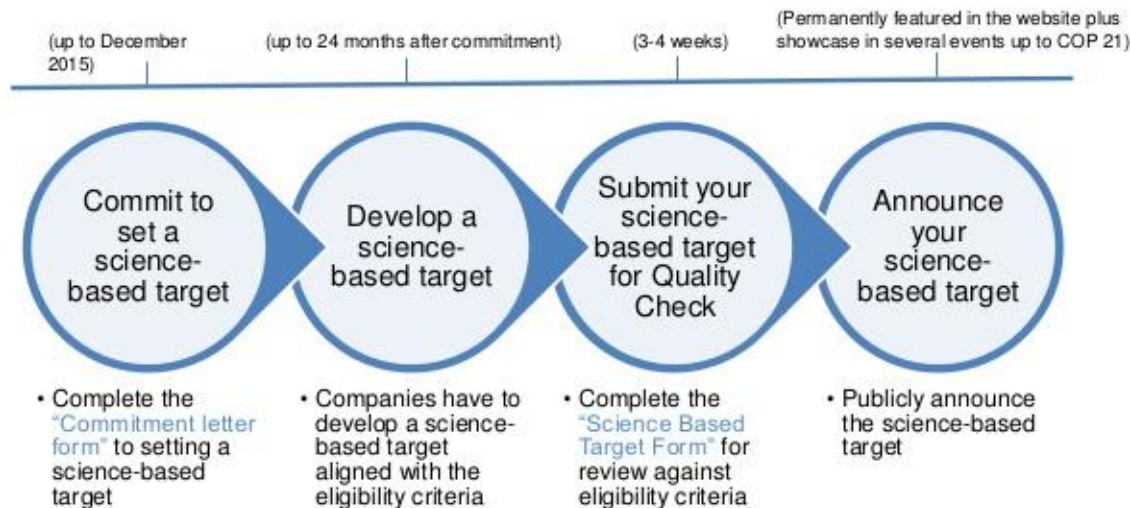 (up to December
2015)
(up to 24 months after commitment)
(3-4 weeks)
(Permanently featured in the website plus
showcase in several events up to COP 21)
Commit to
set a
science-
based target
Develop a
science-
based target
Submit your
science-
based target
for Quality
Check
Announce
your
science-
based target
• Complete the
“Commitment letter
form” to setting a
science-based
target
• Companies have to
develop a science-
based target
aligned with the
eligibility criteria
• Complete the
“Science Based
Target Form” for
review against
eligibility criteria
• Publicly announce
the science-based
target